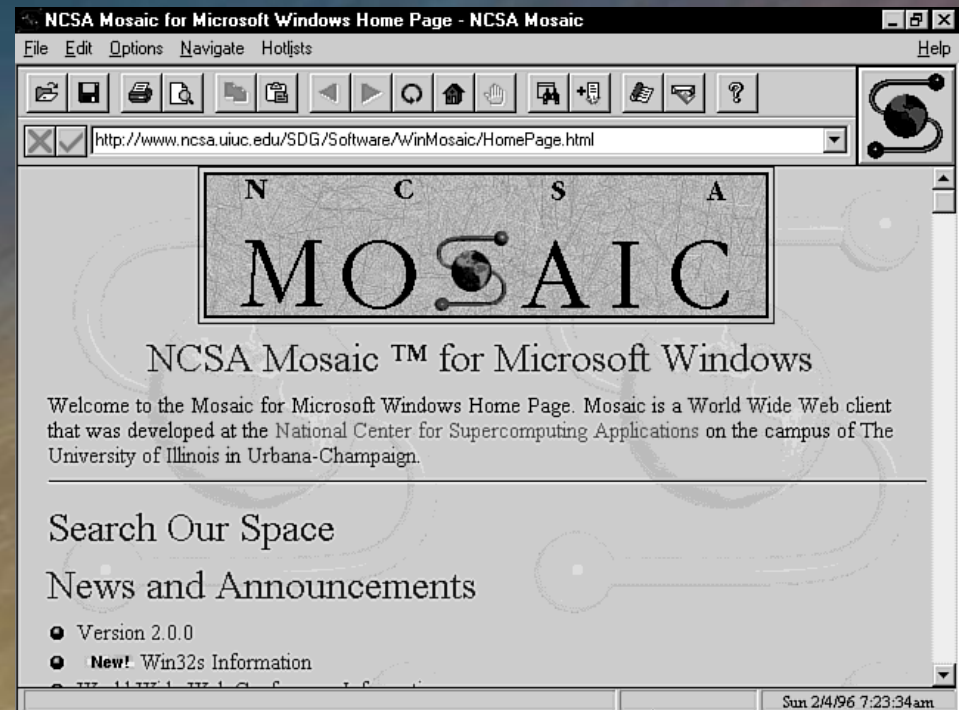 NCSA Mosaic for Microsoft Windows Home Page - NCSA Mosaic
File Edit Options Navigate Hotlists Help
http://www.ncsa.uiuc.edu/SDG/Software/WinMosaic/HomePage.html
N C S A
MOSAIC
NCSA Mosaic ™ for Microsoft Windows
Welcome to the Mosaic for Microsoft Windows Home Page. Mosaic is a World Wide Web client
that was developed at the National Center for Supercomputing Applications on the campus of The
University of Illinois in Urbana-Champaign.
Search Our Space
News and Announcements
Version 2.0.0
New! Win32s Information
Sun 2/4/96 7:23:34am